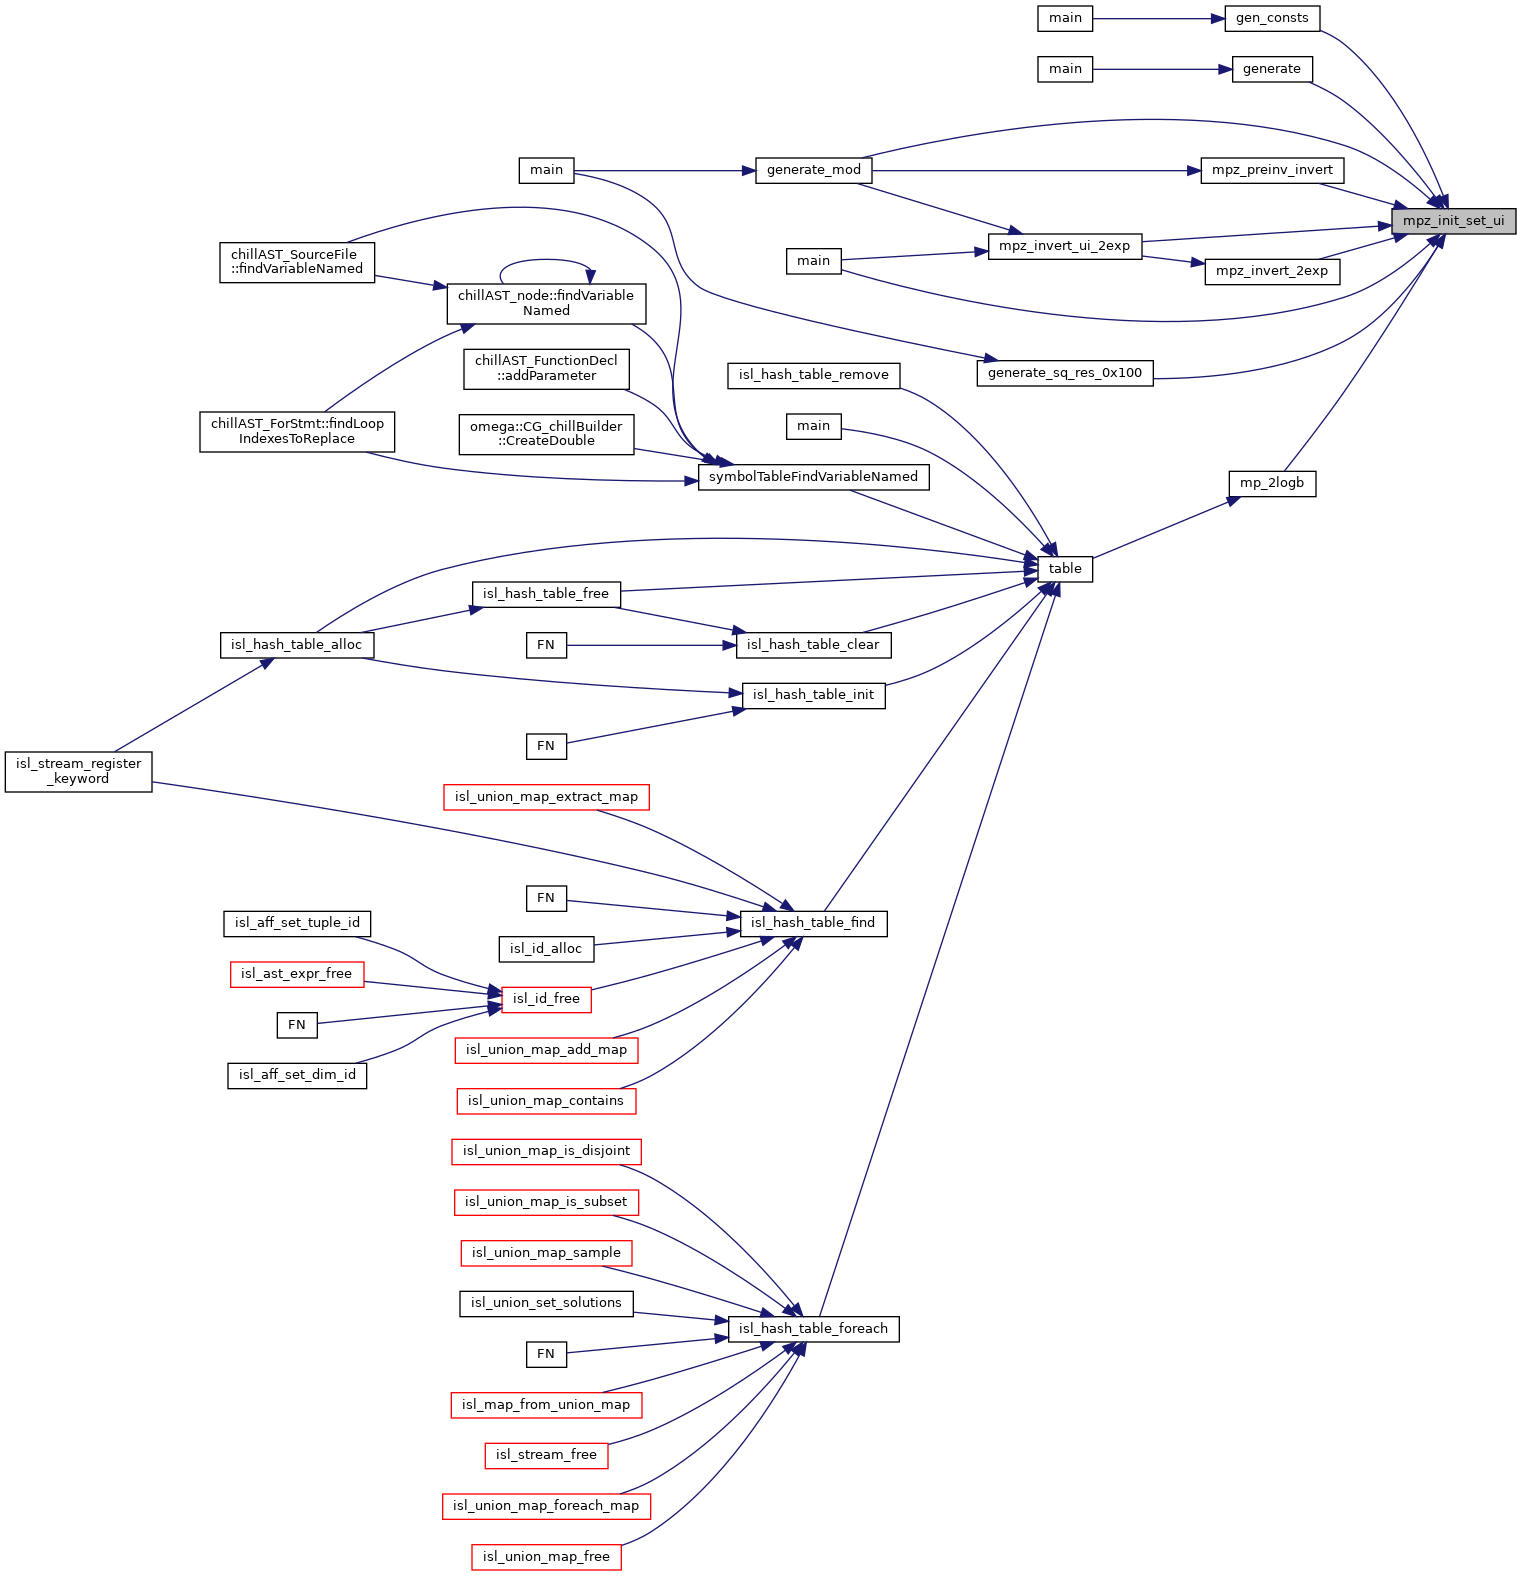 main
gen_consts
main
generate
main
generate_mod
mpz_preinv_invert
mpz_init_set_ui
mpz_invert_ui_2exp
chillAST_SourceFile
::findVariableNamed
main
mpz_invert_2exp
chillAST_node::findVariable
Named
chillAST_FunctionDecl
::addParameter
isl_hash_table_remove
generate_sq_res_0x100
chillAST_ForStmt::findLoop
IndexesToReplace
omega::CG_chillBuilder
::CreateDouble
main
symbolTableFindVariableNamed
mp_2logb
table
isl_hash_table_free
isl_hash_table_alloc
FN
isl_hash_table_clear
isl_hash_table_init
FN
isl_stream_register
_keyword
isl_union_map_extract_map
FN
isl_aff_set_tuple_id
isl_hash_table_find
isl_id_alloc
isl_ast_expr_free
isl_id_free
FN
isl_union_map_add_map
isl_aff_set_dim_id
isl_union_map_contains
isl_union_map_is_disjoint
isl_union_map_is_subset
isl_union_map_sample
isl_union_set_solutions
isl_hash_table_foreach
FN
isl_map_from_union_map
isl_stream_free
isl_union_map_foreach_map
isl_union_map_free